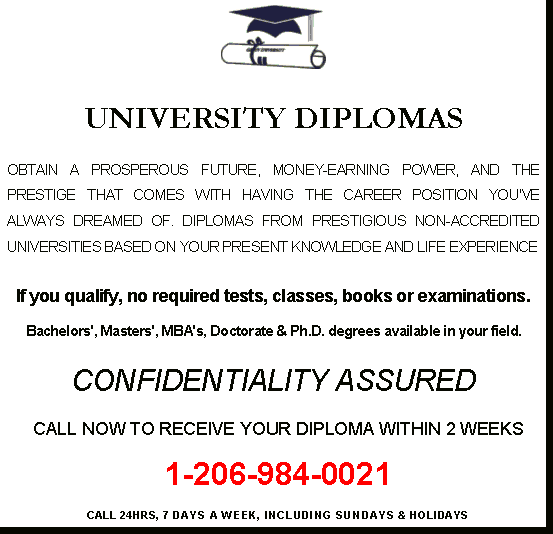 UNIVERSITY DIPLOMAS
OBTAIN A PROSPEROUS FUTURE, MONEY-EARNING POWER, AND THE
PRESTIGE THAT COMES WITH HAVING THE CAREER POSITION YOU'VE
ALWAYS DREAMED OF. DIPLOMAS FROM PRESTIGIOUS NON-ACCREDITED
UNIVERSITIES BASED ON YOUR PRESENT KNOWLEDGE AND LIFE EXPERIENCE
If you qualify, no required tests, classes, books or examinations.
Bachelors', Masters', MBA's, Doctorate & Ph.D. degrees available in your field.
CONFIDENTIALITY ASSURED
CALL NOW TO RECEIVE YOUR DIPLOMA WITHIN 2 WEEKS
1-206-984-0021
CALL 24HRS, 7 DAYS A WEEK, INCLUDING SUNDAYS & HOLIDAYS